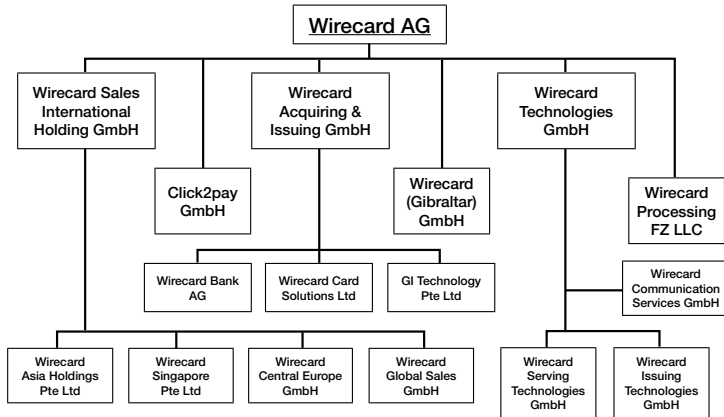 Wirecard AG
Wirecard Sales
International
Holding GmbH
Wirecard
Acquiring &
Issuing GmbH
Wirecard
Technologies
GmbH
Click2pay
GmbH
Wirecard
(Gibraltar)
GmbH
Wirecard
Processing
FZ LLC
Wirecard Bank
AG
Wirecard Card
Solutions Ltd
GI Technology
Pte Ltd
Wirecard
Communication
Services GmbH
Wirecard
Asia Holdings
Pte Ltd
Wirecard
Singapore
Pte Ltd
Wirecard
Central Europe
GmbH
Wirecard
Global Sales
GmbH
Wirecard
Serving
Technologies
GmbH
Wirecard
Issuing
Technologies
GmbH